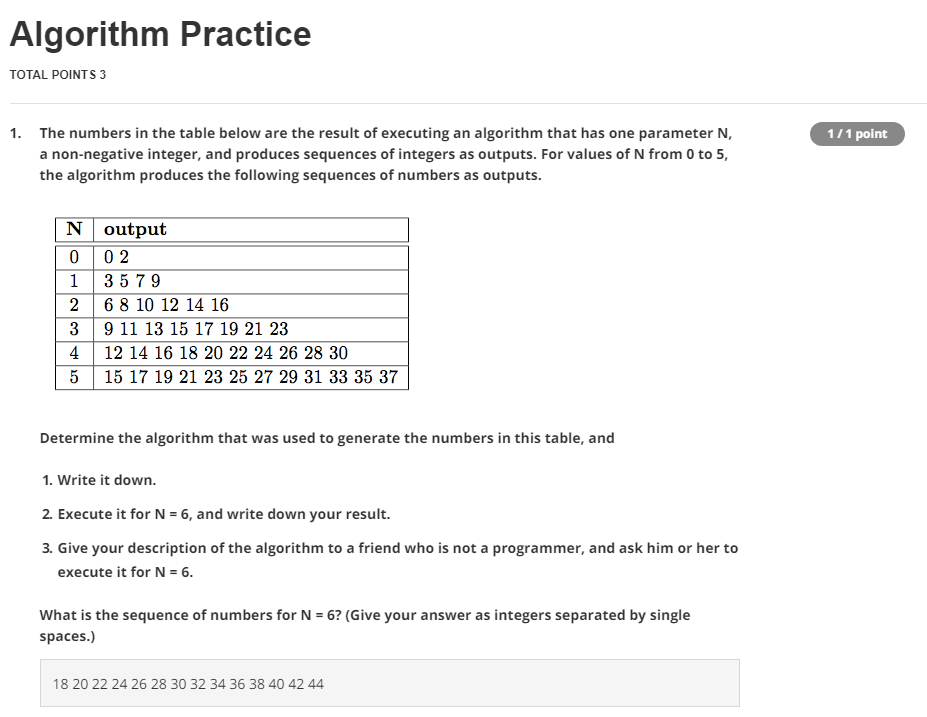 Algorithm Practice
TOTAL POINTS 3
1. The numbers in the table below are the result of executing an algorithm that has one parameter N,
1 / 1 point
a non-negative integer, and produces sequences of integers as outputs. For values of N from 0 to 5,
the algorithm produces the following sequences of numbers as outputs.
N output
0 0 2
1 3 5 7 9
2 6 8 10 12 14 16
3 9 11 13 15 17 19 21 23
4 12 14 16 18 20 22 24 26 28 30
5 15 17 19 21 23 25 27 29 31 33 35 37
Determine the algorithm that was used to generate the numbers in this table, and
1. Write it down.
2. Execute it for N = 6, and write down your result.
3. Give your description of the algorithm to a friend who is not a programmer, and ask him or her to
execute it for N = 6.
What is the sequence of numbers for N = 6? (Give your answer as integers separated by single
spaces.)
18 20 22 24 26 28 30 32 34 36 38 40 42 44